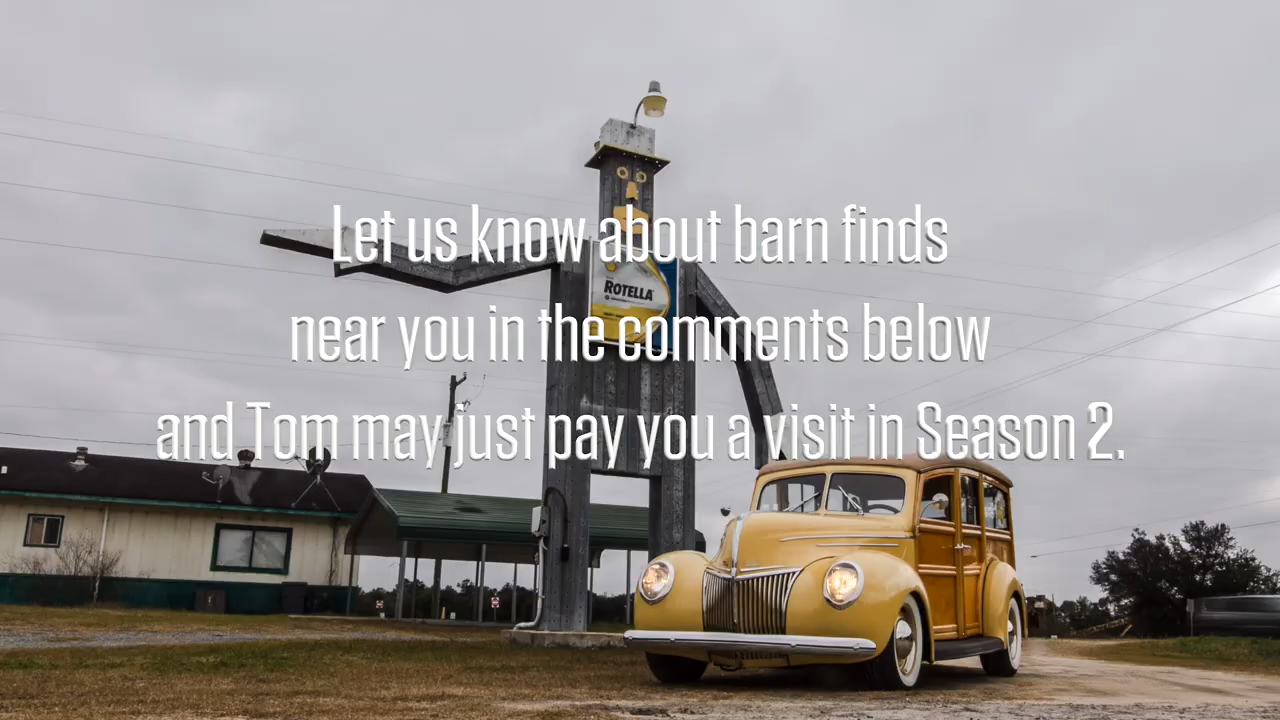 Let us know about barn finds
ROTELLA
near you in the comments below
and Tom may just pay you a visit in Season 2.